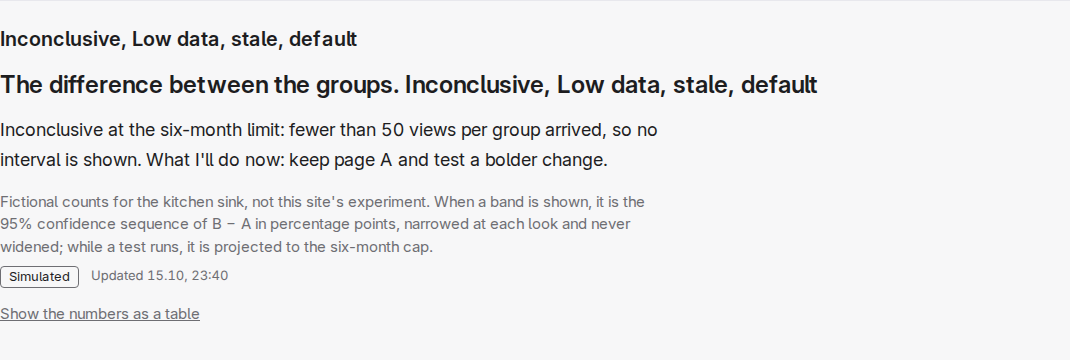 Inconclusive, Low data, stale, default
The difference between the groups. Inconclusive, Low data, stale, default
Inconclusive at the six-month limit: fewer than 50 views per group arrived, so no
interval is shown. What I'll do now: keep page A and test a bolder change.
Fictional counts for the kitchen sink, not this site's experiment. When a band is shown, it is the
95% confidence sequence of B − A in percentage points, narrowed at each look and never
widened; while a test runs, it is projected to the six-month cap.
Simulated Updated 15.10, 23:40
Show the numbers as a table